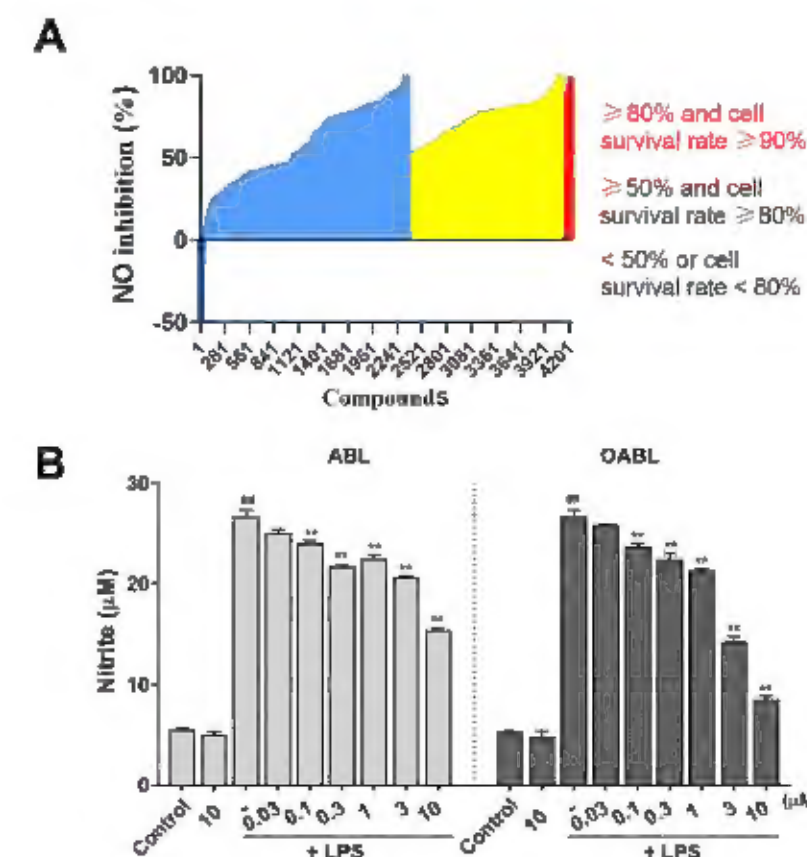 A
NO inhibition (%)
100
50
0
-50
1
281
561
841
1121
1401
1681
1961
2241
2521
2801
3081
3361
3641
3921
4201
Compounds
≥ 80% and cell
survival rate ≥90%
≥50% and cell
survival rate ≥80%
< 50% or cell
survival rate < 80%
B
ABL
OABL
Nitrite (μM)
30
20
10
0
## ** ** ** ** **
## ** ** ** ** **
Control 10 - 0.03 0.1 0.3 1 3 10
Control 10 - 0.03 0.1 0.3 1 3 10 (μM
+ LPS
+ LPS